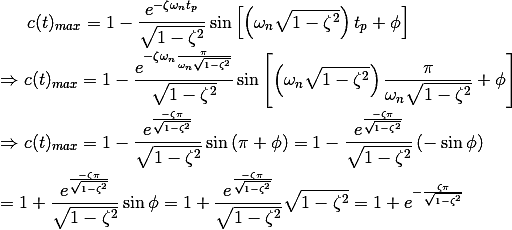 c(t)_{max} = 1 - \frac{e^{-\zeta\omega_n t_p}}{\sqrt{1-\zeta^2}} \sin\left[\left(\omega_n\sqrt{1-\zeta^2}\right)t_p + \phi\right]
\Rightarrow c(t)_{max} = 1 - \frac{e^{-\zeta\omega_n \frac{\pi}{\omega_n\sqrt{1-\zeta^2}}}}{\sqrt{1-\zeta^2}} \sin\left[\left(\omega_n\sqrt{1-\zeta^2}\right)\frac{\pi}{\omega_n\sqrt{1-\zeta^2}} + \phi\right]
\Rightarrow c(t)_{max} = 1 - \frac{e^{\frac{-\zeta\pi}{\sqrt{1-\zeta^2}}}}{\sqrt{1-\zeta^2}} \sin(\pi + \phi) = 1 - \frac{e^{\frac{-\zeta\pi}{\sqrt{1-\zeta^2}}}}{\sqrt{1-\zeta^2}} (-\sin\phi)
= 1 + \frac{e^{\frac{-\zeta\pi}{\sqrt{1-\zeta^2}}}}{\sqrt{1-\zeta^2}} \sin\phi = 1 + \frac{e^{\frac{-\zeta\pi}{\sqrt{1-\zeta^2}}}}{\sqrt{1-\zeta^2}} \sqrt{1-\zeta^2} = 1 + e^{-\frac{\zeta\pi}{\sqrt{1-\zeta^2}}}